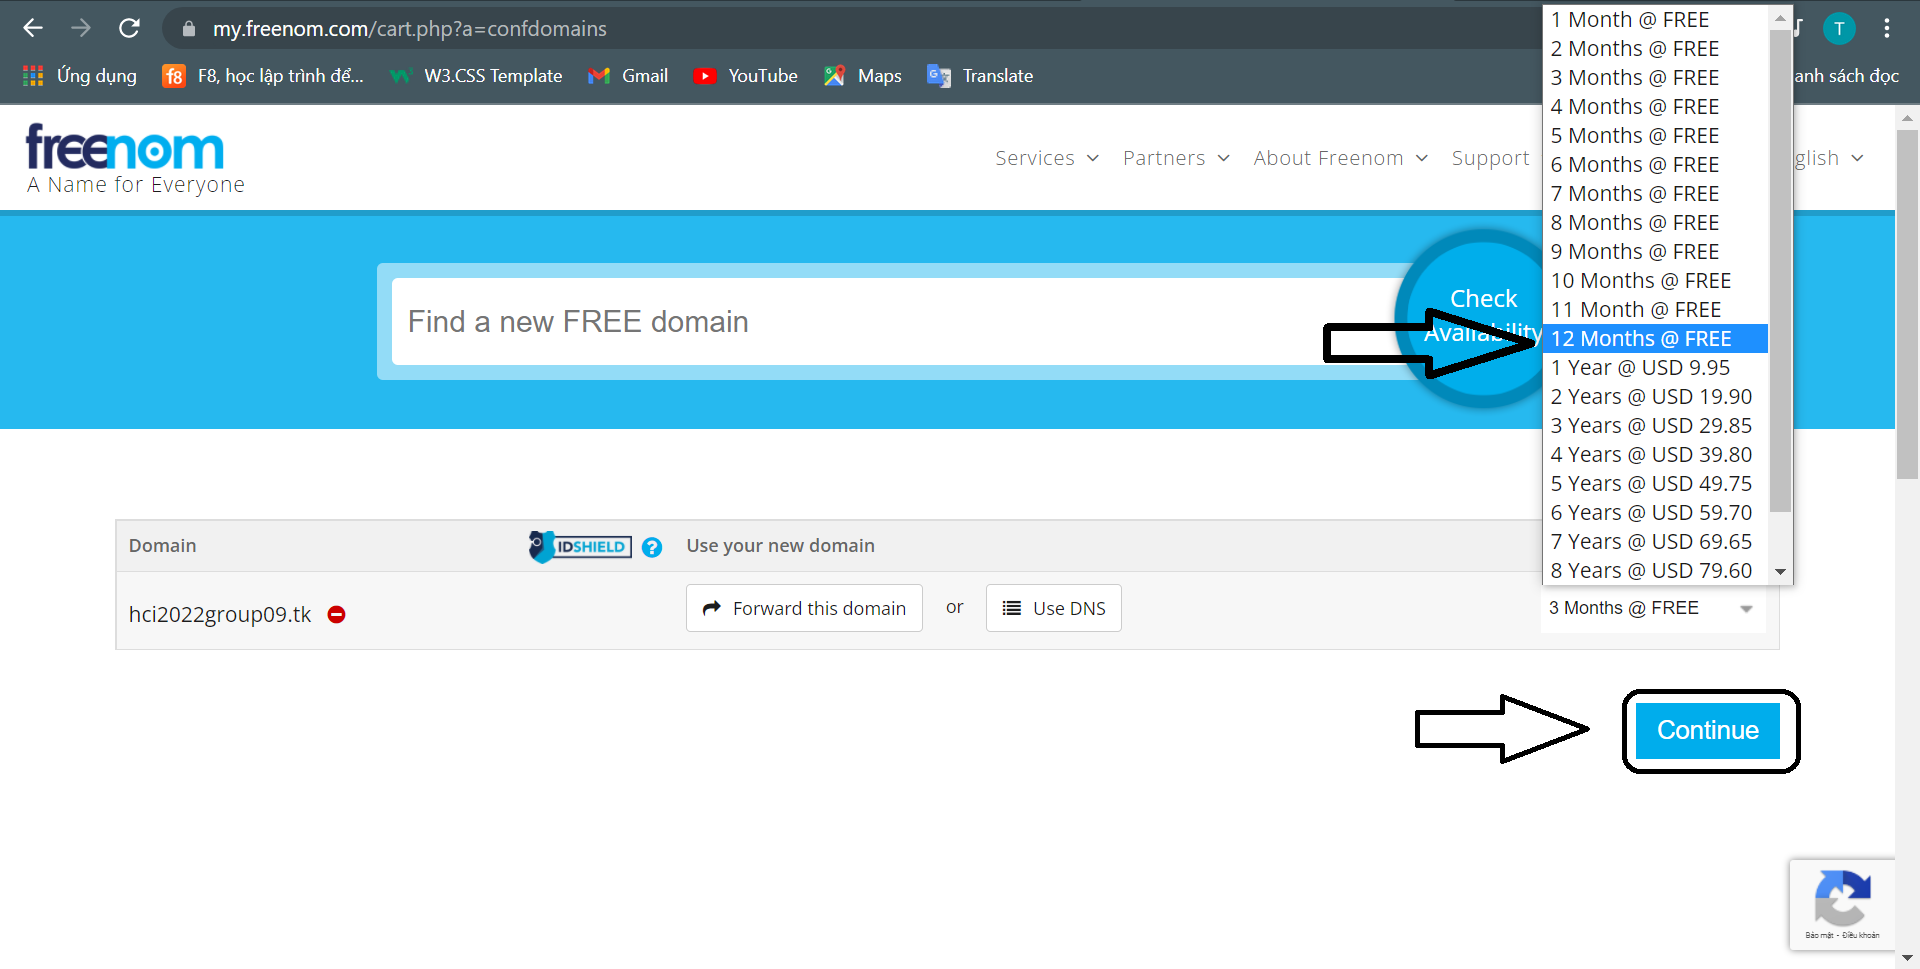 my.freenom.com/cart.php?a=confdomains
T
Ứng dụng
f8
F8, học lập trình để...
W3.CSS Template
Gmail
YouTube
Maps
Translate
anh sách đọc
freenom
A Name for Everyone
Services
Partners
About Freenom
Support
glish
Find a new FREE domain
Check
Availability
1 Month @ FREE
2 Months @ FREE
3 Months @ FREE
4 Months @ FREE
5 Months @ FREE
6 Months @ FREE
7 Months @ FREE
8 Months @ FREE
9 Months @ FREE
10 Months @ FREE
11 Month @ FREE
12 Months @ FREE
1 Year @ USD 9.95
2 Years @ USD 19.90
3 Years @ USD 29.85
4 Years @ USD 39.80
5 Years @ USD 49.75
6 Years @ USD 59.70
7 Years @ USD 69.65
8 Years @ USD 79.60
Domain
IDSHIELD
?
Use your new domain
hci2022group09.tk
Forward this domain
or
Use DNS
3 Months @ FREE
Continue
Bảo mật - Điều khoản